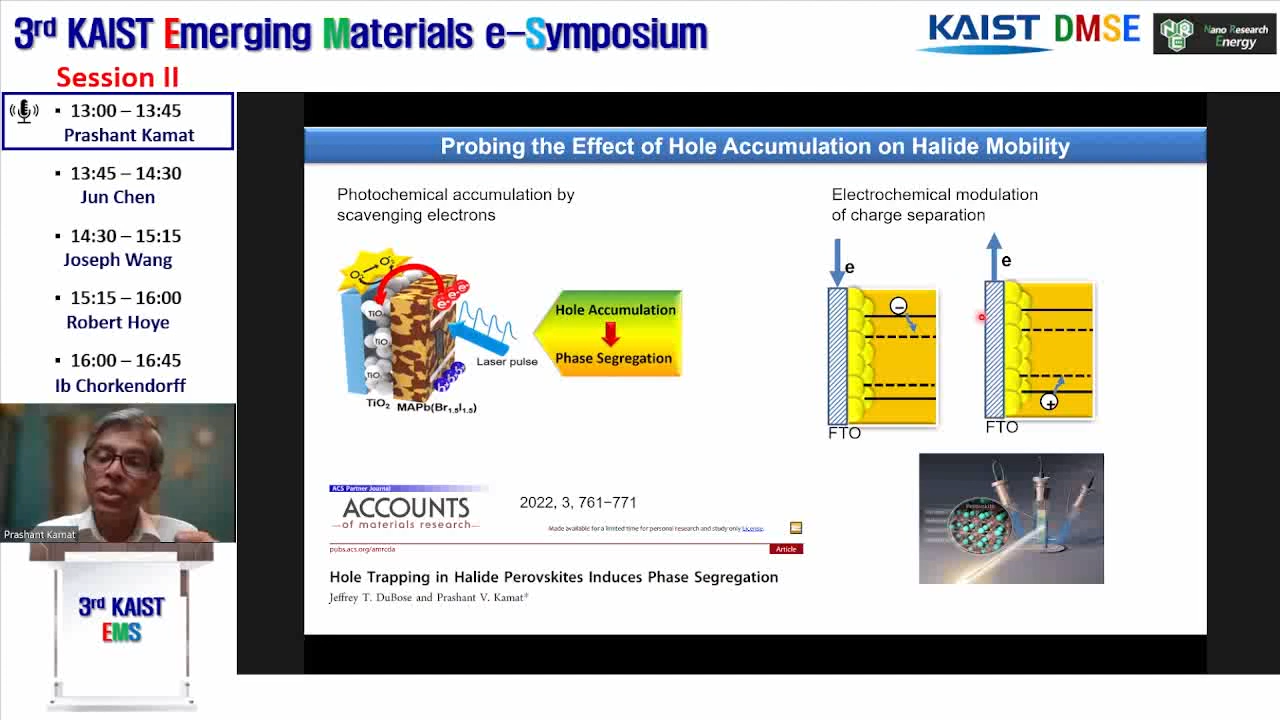 3rd KAIST Emerging Materials e-Symposium
KAIST DMSE
NRE
Nano Research
Energy
Session II
▪ 13:00 – 13:45
Prashant Kamat
▪ 13:45 – 14:30
Jun Chen
▪ 14:30 – 15:15
Joseph Wang
▪ 15:15 – 16:00
Robert Hoye
▪ 16:00 – 16:45
Ib Chorkendorff
Prashant Kamat
3rd KAIST
EMS
Probing the Effect of Hole Accumulation on Halide Mobility
Photochemical accumulation by
scavenging electrons
O₂ → O₂⁻
e⁻ e⁻ e⁻
TiO₂
TiO₂
TiO₂
h h h
Laser pulse
TiO₂ MAPb(Br₁.₅I₁.₅)
Hole Accumulation
Phase Segregation
Electrochemical modulation
of charge separation
e
e
−
+
FTO
FTO
Perovskite
ACS Partner Journal
ACCOUNTS
—of materials research—
2022, 3, 761−771
Made available for a limited time for personal research and study only License.
pubs.acs.org/amrcda
Article
Hole Trapping in Halide Perovskites Induces Phase Segregation
Jeffrey T. DuBose and Prashant V. Kamat*